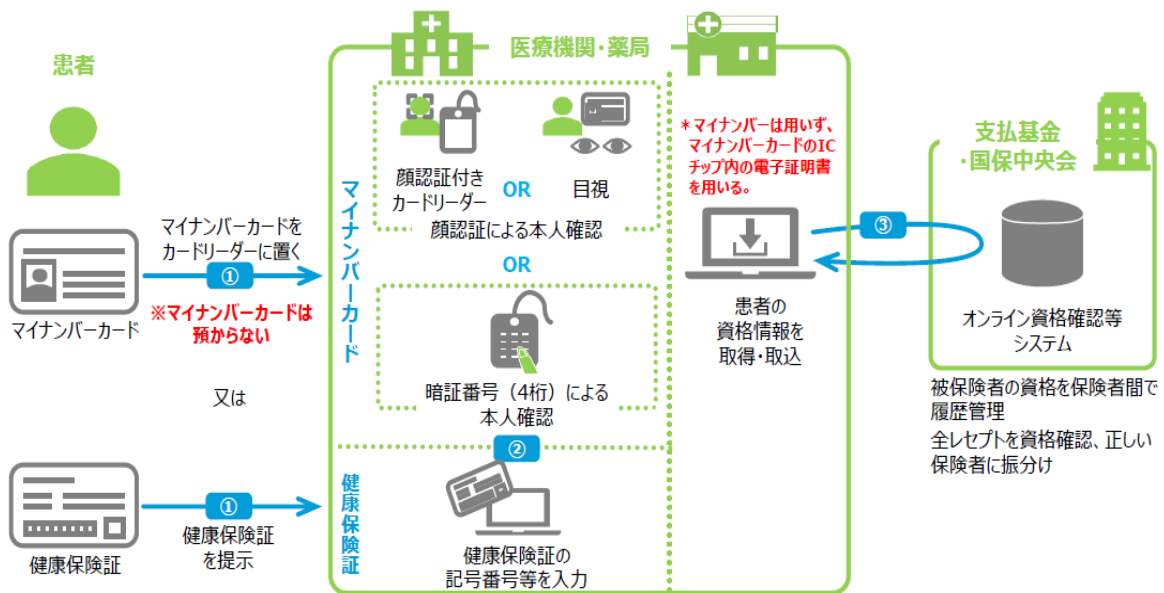 患者
マイナンバーカード
マイナンバーカードを
カードリーダーに置く
①
※マイナンバーカードは
預からない
又は
健康保険証
①
健康保険証
を提示
医療機関・薬局
マイナンバーカード
顔認証付き
カードリーダー
OR
目視
顔認証による本人確認
OR
暗証番号（4桁）による
本人確認
②
健康保険証
健康保険証の
記号番号等を入力
＊マイナンバーは用いず、
マイナンバーカードのIC
チップ内の電子証明書
を用いる。
患者の
資格情報を
取得・取込
③
支払基金
・国保中央会
オンライン資格確認等
システム
被保険者の資格を保険者間で
履歴管理
全レセプトを資格確認、正しい
保険者に振分け